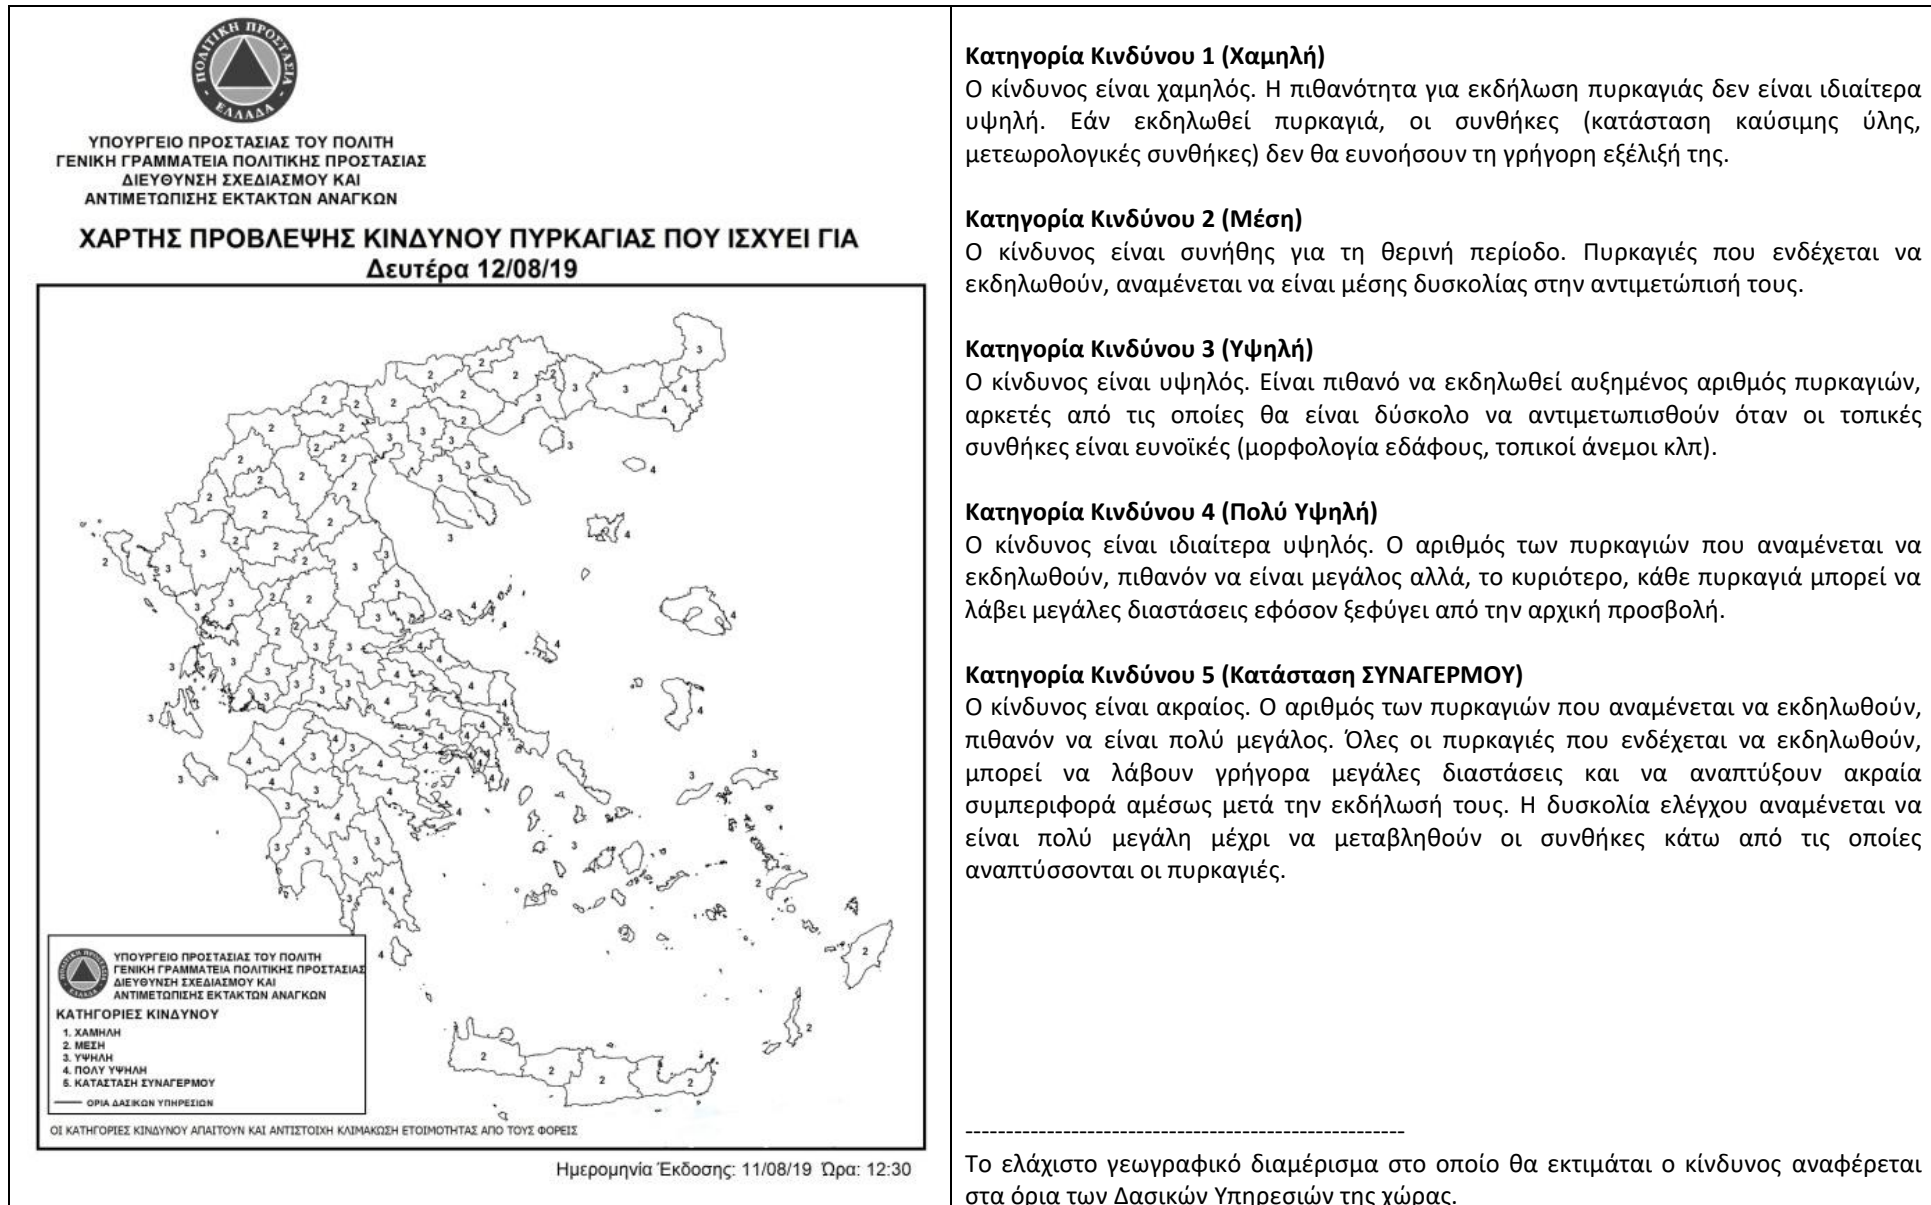 ΠΟΛΙΤΙΚΗ ΠΡΟΣΤΑΣΙΑ
ΕΛΛΑΔΑ
ΥΠΟΥΡΓΕΙΟ ΠΡΟΣΤΑΣΙΑΣ ΤΟΥ ΠΟΛΙΤΗ
ΓΕΝΙΚΗ ΓΡΑΜΜΑΤΕΙΑ ΠΟΛΙΤΙΚΗΣ ΠΡΟΣΤΑΣΙΑΣ
ΔΙΕΥΘΥΝΣΗ ΣΧΕΔΙΑΣΜΟΥ ΚΑΙ
ΑΝΤΙΜΕΤΩΠΙΣΗΣ ΕΚΤΑΚΤΩΝ ΑΝΑΓΚΩΝ
ΧΑΡΤΗΣ ΠΡΟΒΛΕΨΗΣ ΚΙΝΔΥΝΟΥ ΠΥΡΚΑΓΙΑΣ ΠΟΥ ΙΣΧΥΕΙ ΓΙΑ
Δευτέρα 12/08/19
ΥΠΟΥΡΓΕΙΟ ΠΡΟΣΤΑΣΙΑΣ ΤΟΥ ΠΟΛΙΤΗ
ΓΕΝΙΚΗ ΓΡΑΜΜΑΤΕΙΑ ΠΟΛΙΤΙΚΗΣ ΠΡΟΣΤΑΣΙΑΣ
ΔΙΕΥΘΥΝΣΗ ΣΧΕΔΙΑΣΜΟΥ ΚΑΙ
ΑΝΤΙΜΕΤΩΠΙΣΗΣ ΕΚΤΑΚΤΩΝ ΑΝΑΓΚΩΝ
ΚΑΤΗΓΟΡΙΕΣ ΚΙΝΔΥΝΟΥ
1. ΧΑΜΗΛΗ
2. ΜΕΣΗ
3. ΥΨΗΛΗ
4. ΠΟΛΥ ΥΨΗΛΗ
5. ΚΑΤΑΣΤΑΣΗ ΣΥΝΑΓΕΡΜΟΥ
ΟΡΙΑ ΔΑΣΙΚΩΝ ΥΠΗΡΕΣΙΩΝ
ΟΙ ΚΑΤΗΓΟΡΙΕΣ ΚΙΝΔΥΝΟΥ ΑΠΑΙΤΟΥΝ ΚΑΙ ΑΝΤΙΣΤΟΙΧΗ ΚΛΙΜΑΚΩΣΗ ΕΤΟΙΜΟΤΗΤΑΣ ΑΠΟ ΤΟΥΣ ΦΟΡΕΙΣ
Ημερομηνία Έκδοσης: 11/08/19 Ώρα: 12:30
Κατηγορία Κινδύνου 1 (Χαμηλή)
Ο κίνδυνος είναι χαμηλός. Η πιθανότητα για εκδήλωση πυρκαγιάς δεν είναι ιδιαίτερα
υψηλή. Εάν εκδηλωθεί πυρκαγιά, οι συνθήκες (κατάσταση καύσιμης ύλης,
μετεωρολογικές συνθήκες) δεν θα ευνοήσουν τη γρήγορη εξέλιξή της.
Κατηγορία Κινδύνου 2 (Μέση)
Ο κίνδυνος είναι συνήθης για τη θερινή περίοδο. Πυρκαγιές που ενδέχεται να
εκδηλωθούν, αναμένεται να είναι μέσης δυσκολίας στην αντιμετώπισή τους.
Κατηγορία Κινδύνου 3 (Υψηλή)
Ο κίνδυνος είναι υψηλός. Είναι πιθανό να εκδηλωθεί αυξημένος αριθμός πυρκαγιών,
αρκετές από τις οποίες θα είναι δύσκολο να αντιμετωπισθούν όταν οι τοπικές
συνθήκες είναι ευνοϊκές (μορφολογία εδάφους, τοπικοί άνεμοι κλπ).
Κατηγορία Κινδύνου 4 (Πολύ Υψηλή)
Ο κίνδυνος είναι ιδιαίτερα υψηλός. Ο αριθμός των πυρκαγιών που αναμένεται να
εκδηλωθούν, πιθανόν να είναι μεγάλος αλλά, το κυριότερο, κάθε πυρκαγιά μπορεί να
λάβει μεγάλες διαστάσεις εφόσον ξεφύγει από την αρχική προσβολή.
Κατηγορία Κινδύνου 5 (Κατάσταση ΣΥΝΑΓΕΡΜΟΥ)
Ο κίνδυνος είναι ακραίος. Ο αριθμός των πυρκαγιών που αναμένεται να εκδηλωθούν,
πιθανόν να είναι πολύ μεγάλος. Όλες οι πυρκαγιές που ενδέχεται να εκδηλωθούν,
μπορεί να λάβουν γρήγορα μεγάλες διαστάσεις και να αναπτύξουν ακραία
συμπεριφορά αμέσως μετά την εκδήλωσή τους. Η δυσκολία ελέγχου αναμένεται να
είναι πολύ μεγάλη μέχρι να μεταβληθούν οι συνθήκες κάτω από τις οποίες
αναπτύσσονται οι πυρκαγιές.
------------------------------------------------------
Το ελάχιστο γεωγραφικό διαμέρισμα στο οποίο θα εκτιμάται ο κίνδυνος αναφέρεται
στα όρια των Δασικών Υπηρεσιών της χώρας.